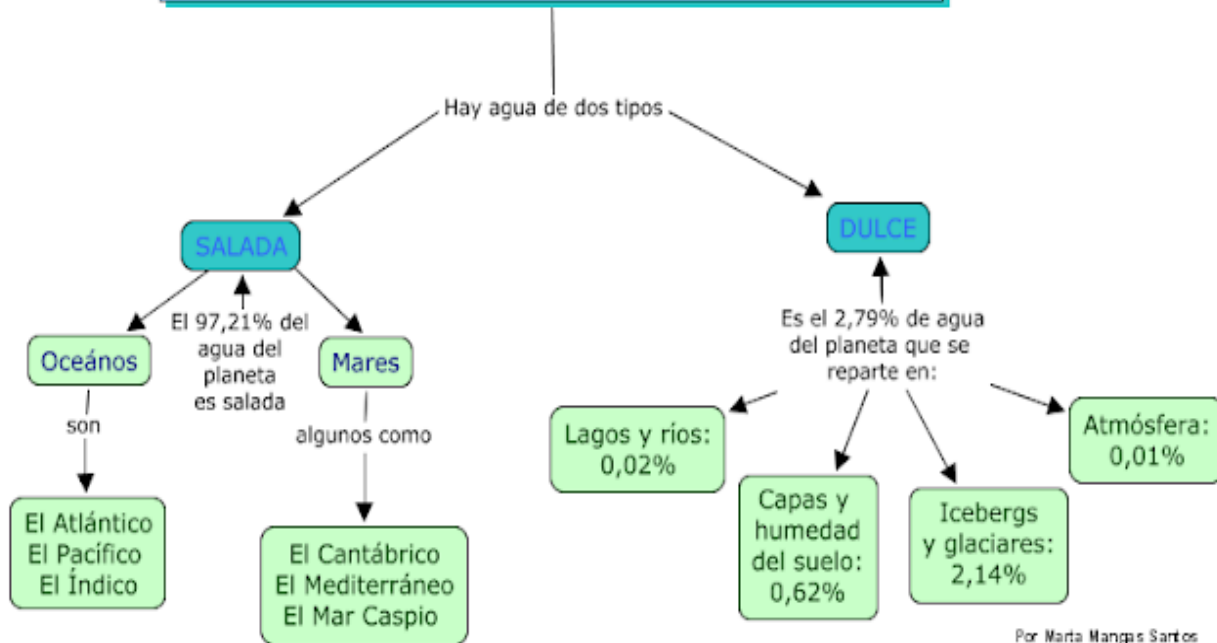 Hay agua de dos tipos
SALADA
DULCE
El 97,21% del
agua del
planeta
es salada
Oceános
Mares
son
algunos como
El Atlántico
El Pacífico
El Índico
El Cantábrico
El Mediterráneo
El Mar Caspio
Es el 2,79% de agua
del planeta que se
reparte en:
Lagos y ríos:
0,02%
Capas y
humedad
del suelo:
0,62%
Icebergs
y glaciares:
2,14%
Atmósfera:
0,01%
Por Marta Mangas Santos